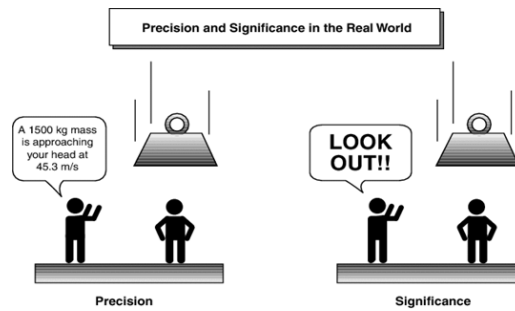 Precision and Significance in the Real World
A 1500 kg mass
is approaching
your head at
45.3 m/s
LOOK
OUT!!
Precision
Significance